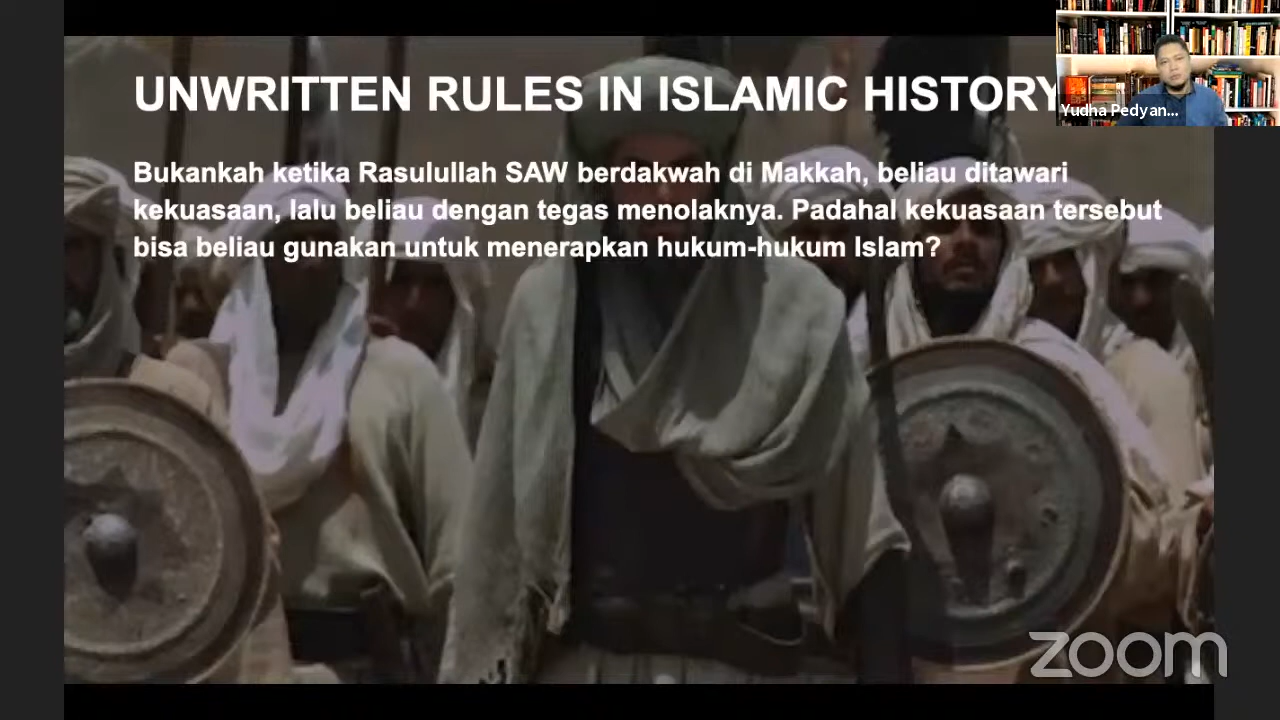 UNWRITTEN RULES IN ISLAMIC HISTORY
Yudha Pedyan...
Bukankah ketika Rasulullah SAW berdakwah di Makkah, beliau ditawari
kekuasaan, lalu beliau dengan tegas menolaknya. Padahal kekuasaan tersebut
bisa beliau gunakan untuk menerapkan hukum-hukum Islam?
zoom